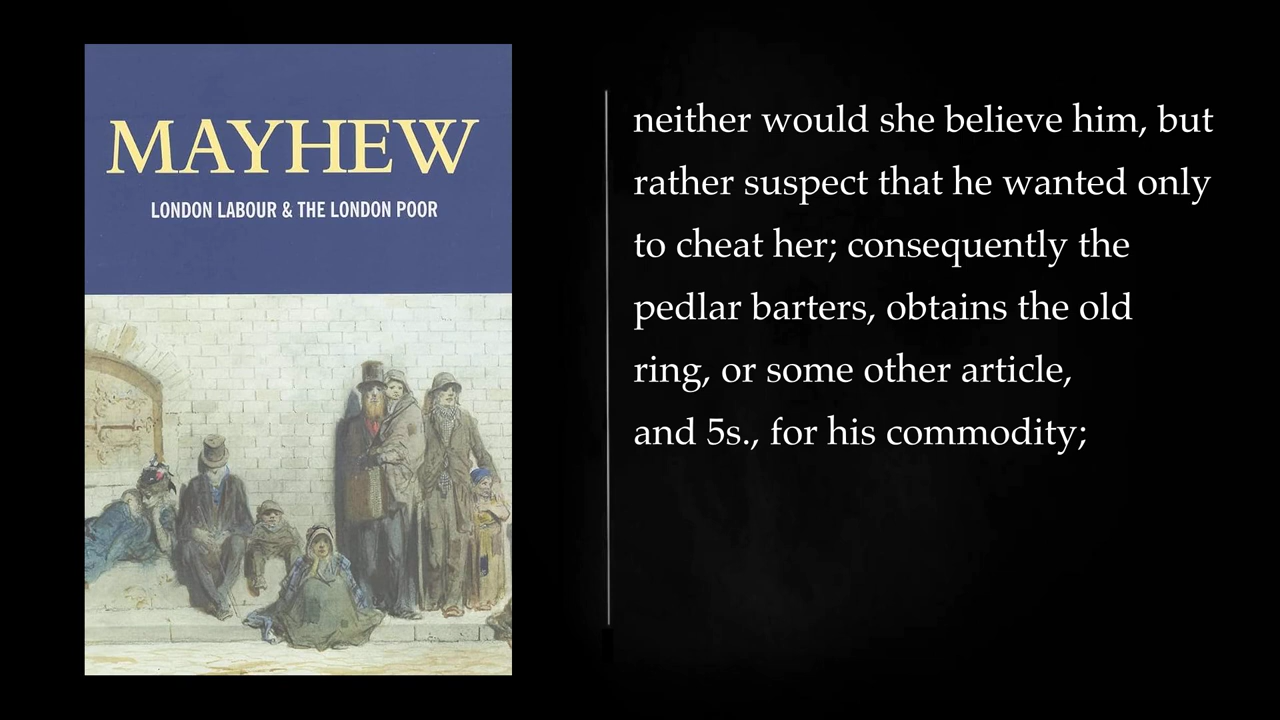 MAYHEW
LONDON LABOUR & THE LONDON POOR
neither would she believe him, but
rather suspect that he wanted only
to cheat her; consequently the
pedlar barters, obtains the old
ring, or some other article,
and 5s., for his commodity;